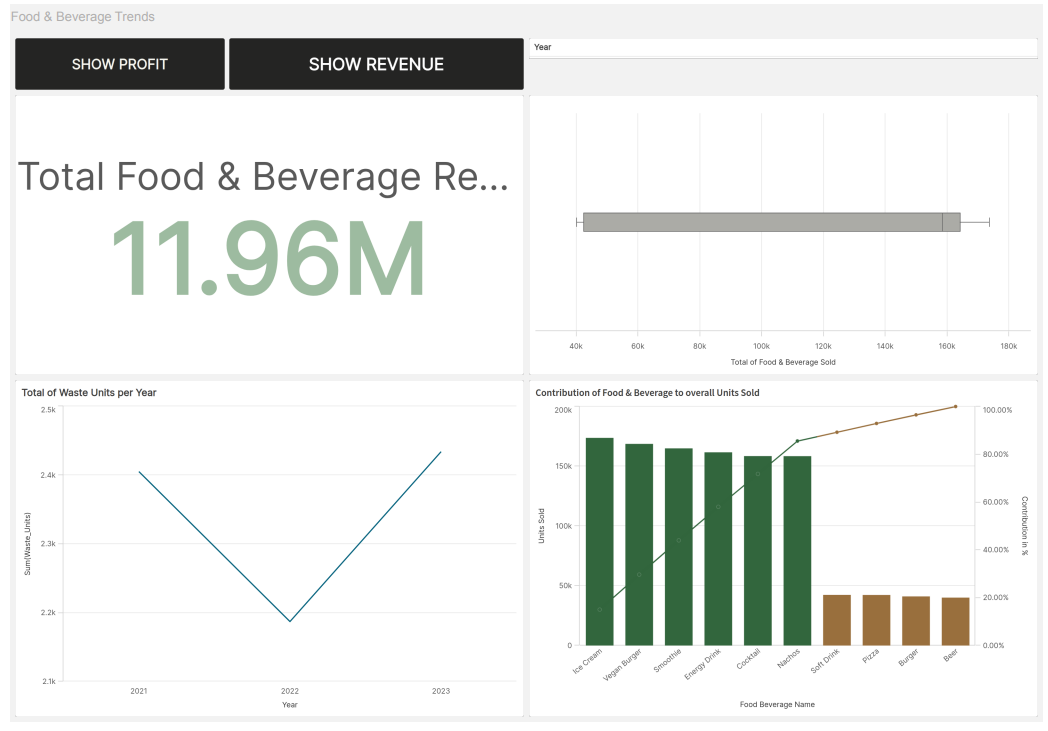 Food & Beverage Trends
SHOW PROFIT
SHOW REVENUE
Year
Total Food & Beverage Re...
11.96M
40k
60k
80k
100k
120k
140k
160k
180k
Total of Food & Beverage Sold
Total of Waste Units per Year
2.5k
2.4k
2.3k
2.2k
2.1k
Sum(Waste_Units)
2021
2022
2023
Year
Contribution of Food & Beverage to overall Units Sold
200k
150k
100k
50k
0
Units Sold
100.00%
80.00%
60.00%
40.00%
20.00%
0.00%
Contribution in %
Ice Cream
Vegan Burger
Smoothie
Energy Drink
Cocktail
Nachos
Soft Drink
Pizza
Burger
Beer
Food Beverage Name